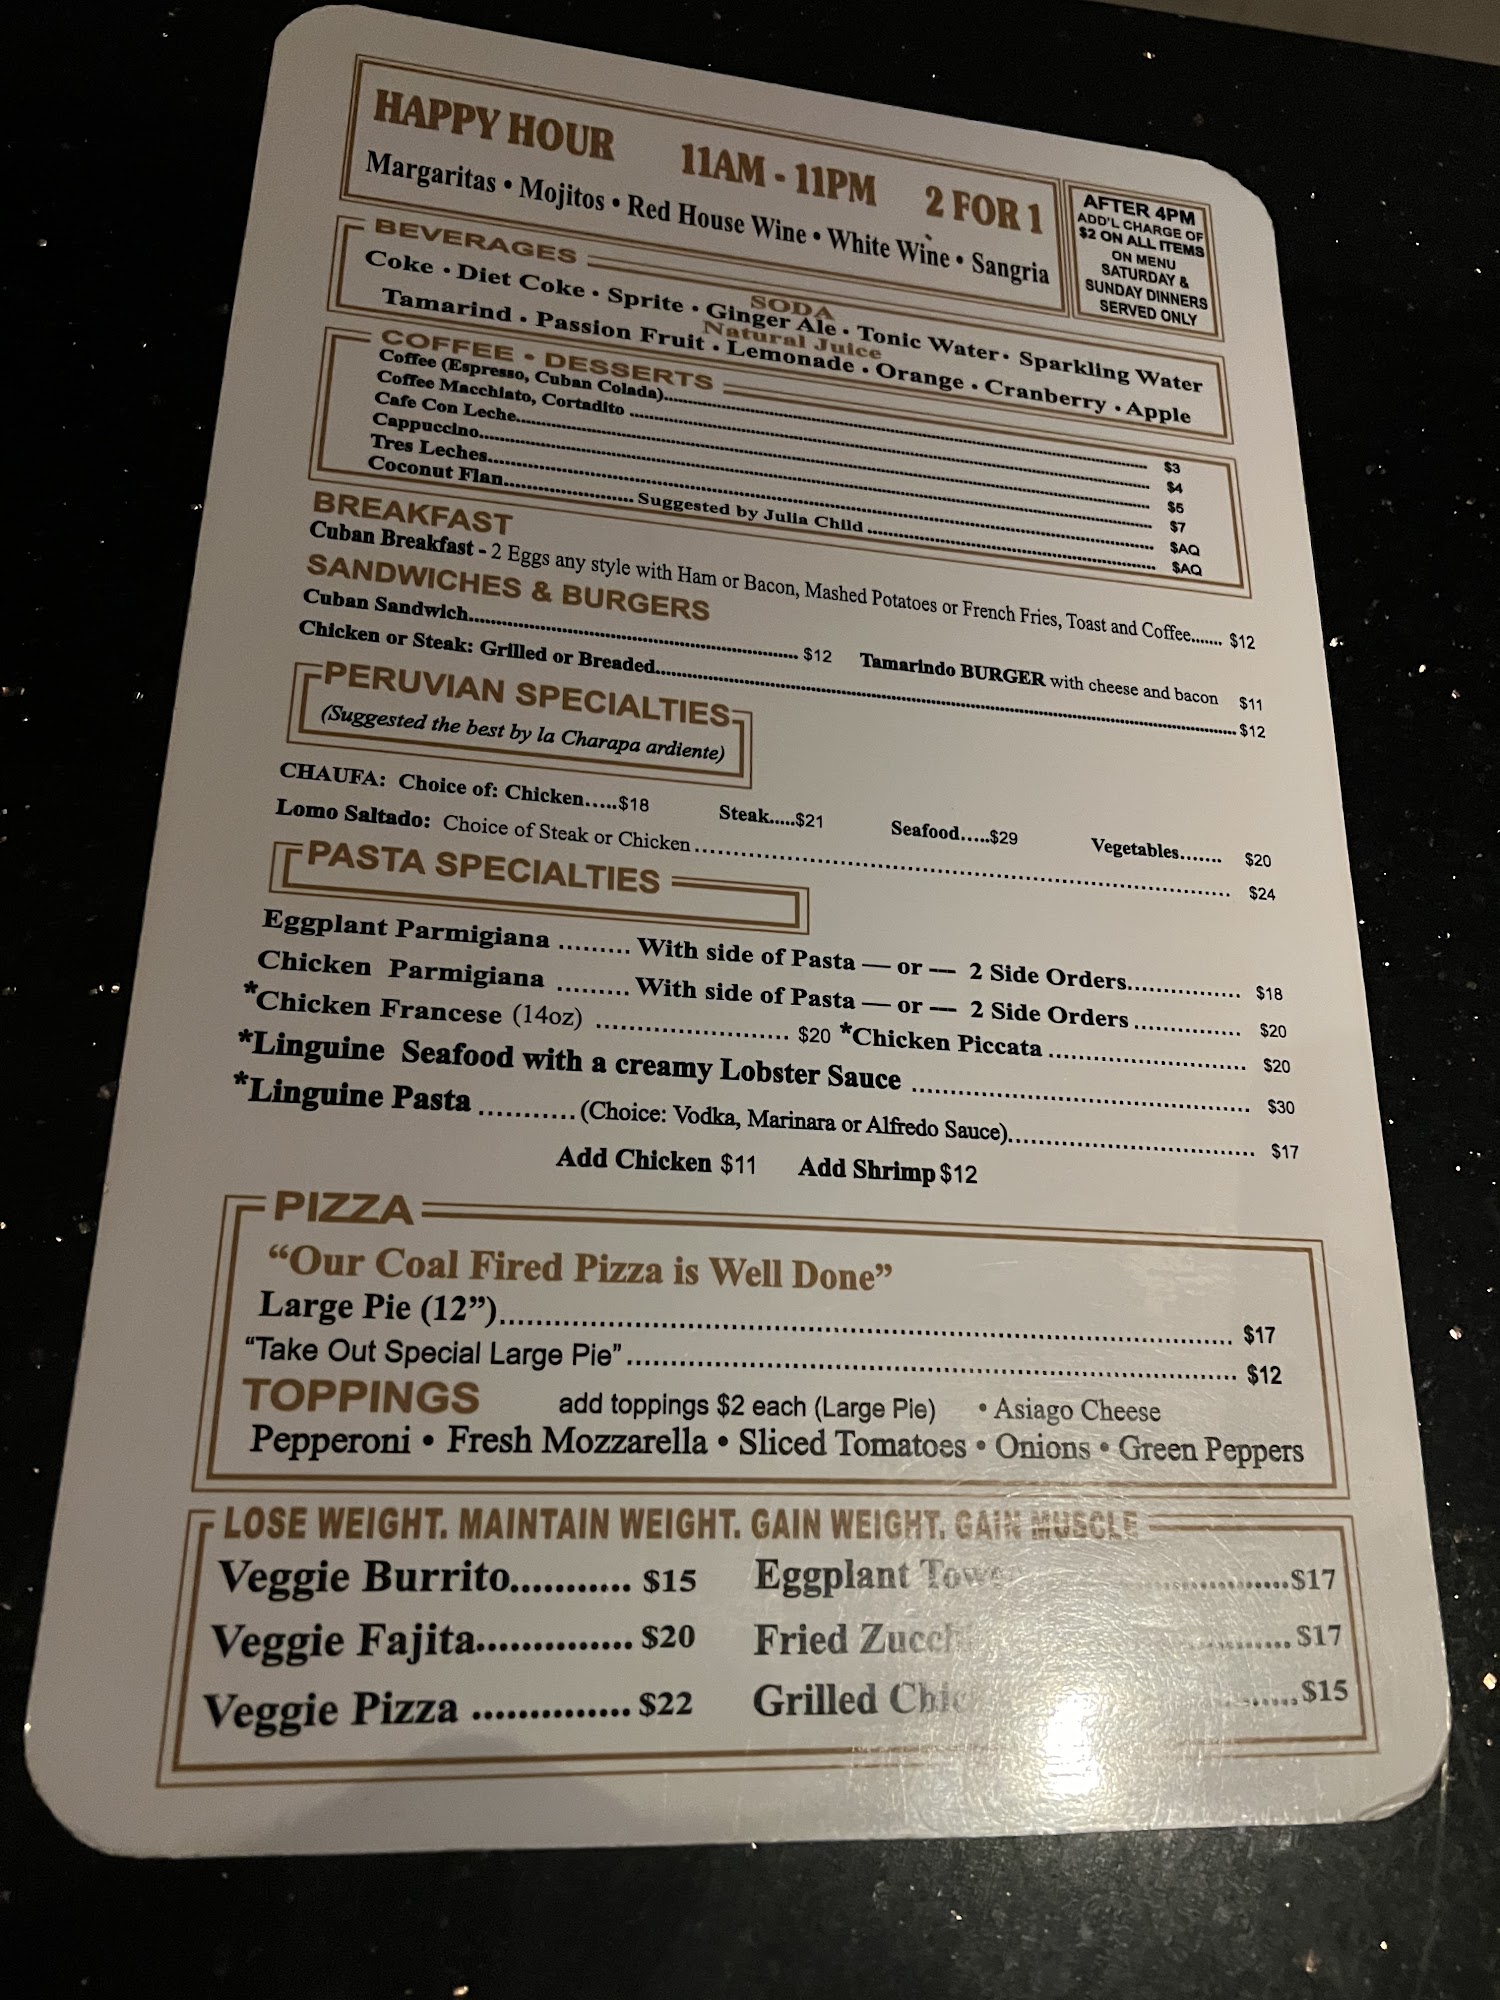 HAPPY HOUR 11AM - 11PM 2 FOR 1
Margaritas • Mojitos • Red House Wine • White Wine • Sangria
AFTER 4PM
ADD'L CHARGE OF
$2 ON ALL ITEMS
ON MENU
SATURDAY &
SUNDAY DINNERS
SERVED ONLY
BEVERAGES
SODA
Coke • Diet Coke • Sprite • Ginger Ale • Tonic Water • Sparkling Water
Natural Juice
Tamarind • Passion Fruit • Lemonade • Orange • Cranberry • Apple
COFFEE • DESSERTS
Coffee (Espresso, Cuban Colada)........ $3
Coffee Macchiato, Cortadito ........ $4
Cafe Con Leche........ $5
Cappuccino........ $7
Tres Leches........ $AQ
Coconut Flan........ Suggested by Julia Child ........ $AQ
BREAKFAST
Cuban Breakfast - 2 Eggs any style with Ham or Bacon, Mashed Potatoes or French Fries, Toast and Coffee....... $12
SANDWICHES & BURGERS
Cuban Sandwich........ $12 Tamarindo BURGER with cheese and bacon $11
Chicken or Steak: Grilled or Breaded........ $12
PERUVIAN SPECIALTIES
(Suggested the best by la Charapa ardiente)
CHAUFA: Choice of: Chicken.....$18 Steak.....$21 Seafood.....$29 Vegetables....... $20
Lomo Saltado: Choice of Steak or Chicken ........ $24
PASTA SPECIALTIES
Eggplant Parmigiana ......... With side of Pasta — or — 2 Side Orders........ $18
Chicken Parmigiana ......... With side of Pasta — or — 2 Side Orders ........ $20
*Chicken Francese (14oz) ........ $20 *Chicken Piccata ........ $20
*Linguine Seafood with a creamy Lobster Sauce ........ $30
*Linguine Pasta ........... (Choice: Vodka, Marinara or Alfredo Sauce)........ $17
Add Chicken $11 Add Shrimp $12
PIZZA
“Our Coal Fired Pizza is Well Done”
Large Pie (12”)........ $17
“Take Out Special Large Pie”........ $12
TOPPINGS add toppings $2 each (Large Pie) • Asiago Cheese
Pepperoni • Fresh Mozzarella • Sliced Tomatoes • Onions • Green Peppers
LOSE WEIGHT. MAINTAIN WEIGHT. GAIN WEIGHT. GAIN MUSCLE
Veggie Burrito........... $15 Eggplant ........$17
Veggie Fajita.............. $20 Fried ........$17
Veggie Pizza .............. $22 Grilled ......$15